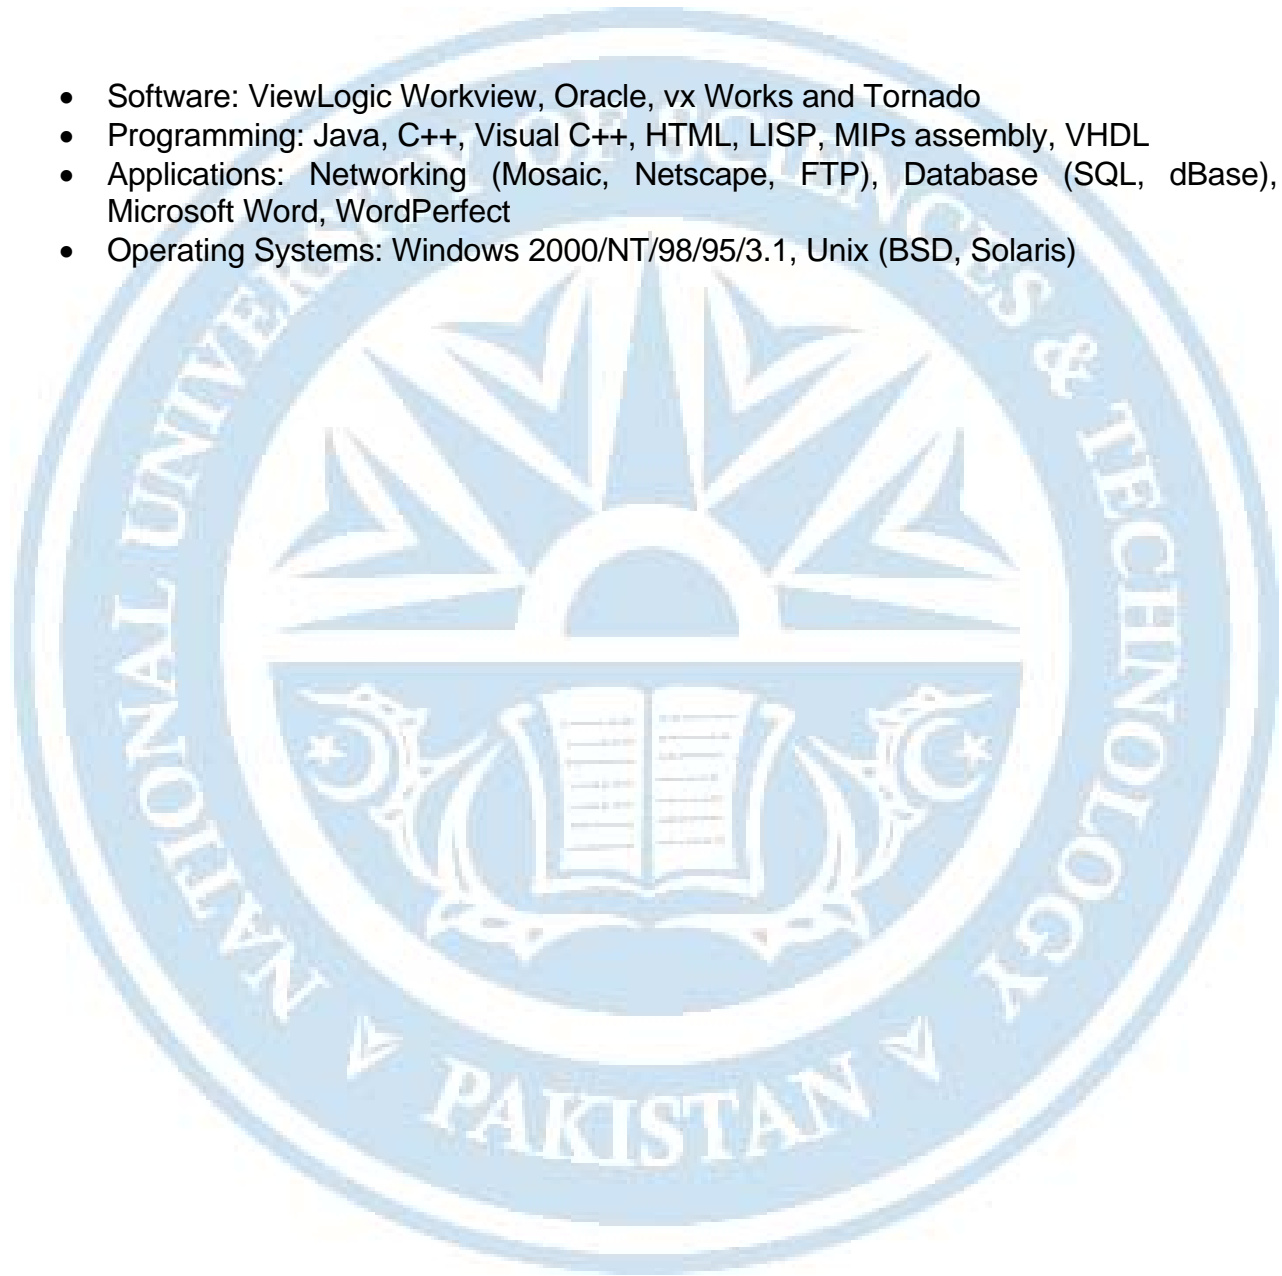 • Software: ViewLogic Workview, Oracle, vx Works and Tornado
• Programming: Java, C++, Visual C++, HTML, LISP, MIPs assembly, VHDL
• Applications: Networking (Mosaic, Netscape, FTP), Database (SQL, dBase),
Microsoft Word, WordPerfect
• Operating Systems: Windows 2000/NT/98/95/3.1, Unix (BSD, Solaris)
NATIONAL UNIVERSITY OF SCIENCES & TECHNOLOGY
PAKISTAN